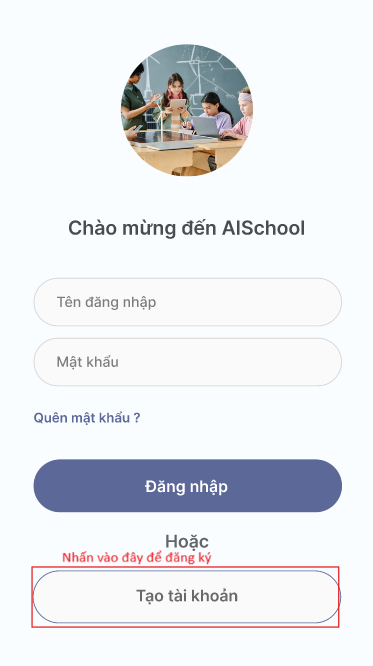 Chào mừng đến AISchool
Tên đăng nhập
Mật khẩu
Quên mật khẩu ?
Đăng nhập
Hoặc
Nhấn vào đây để đăng ký
Tạo tài khoản